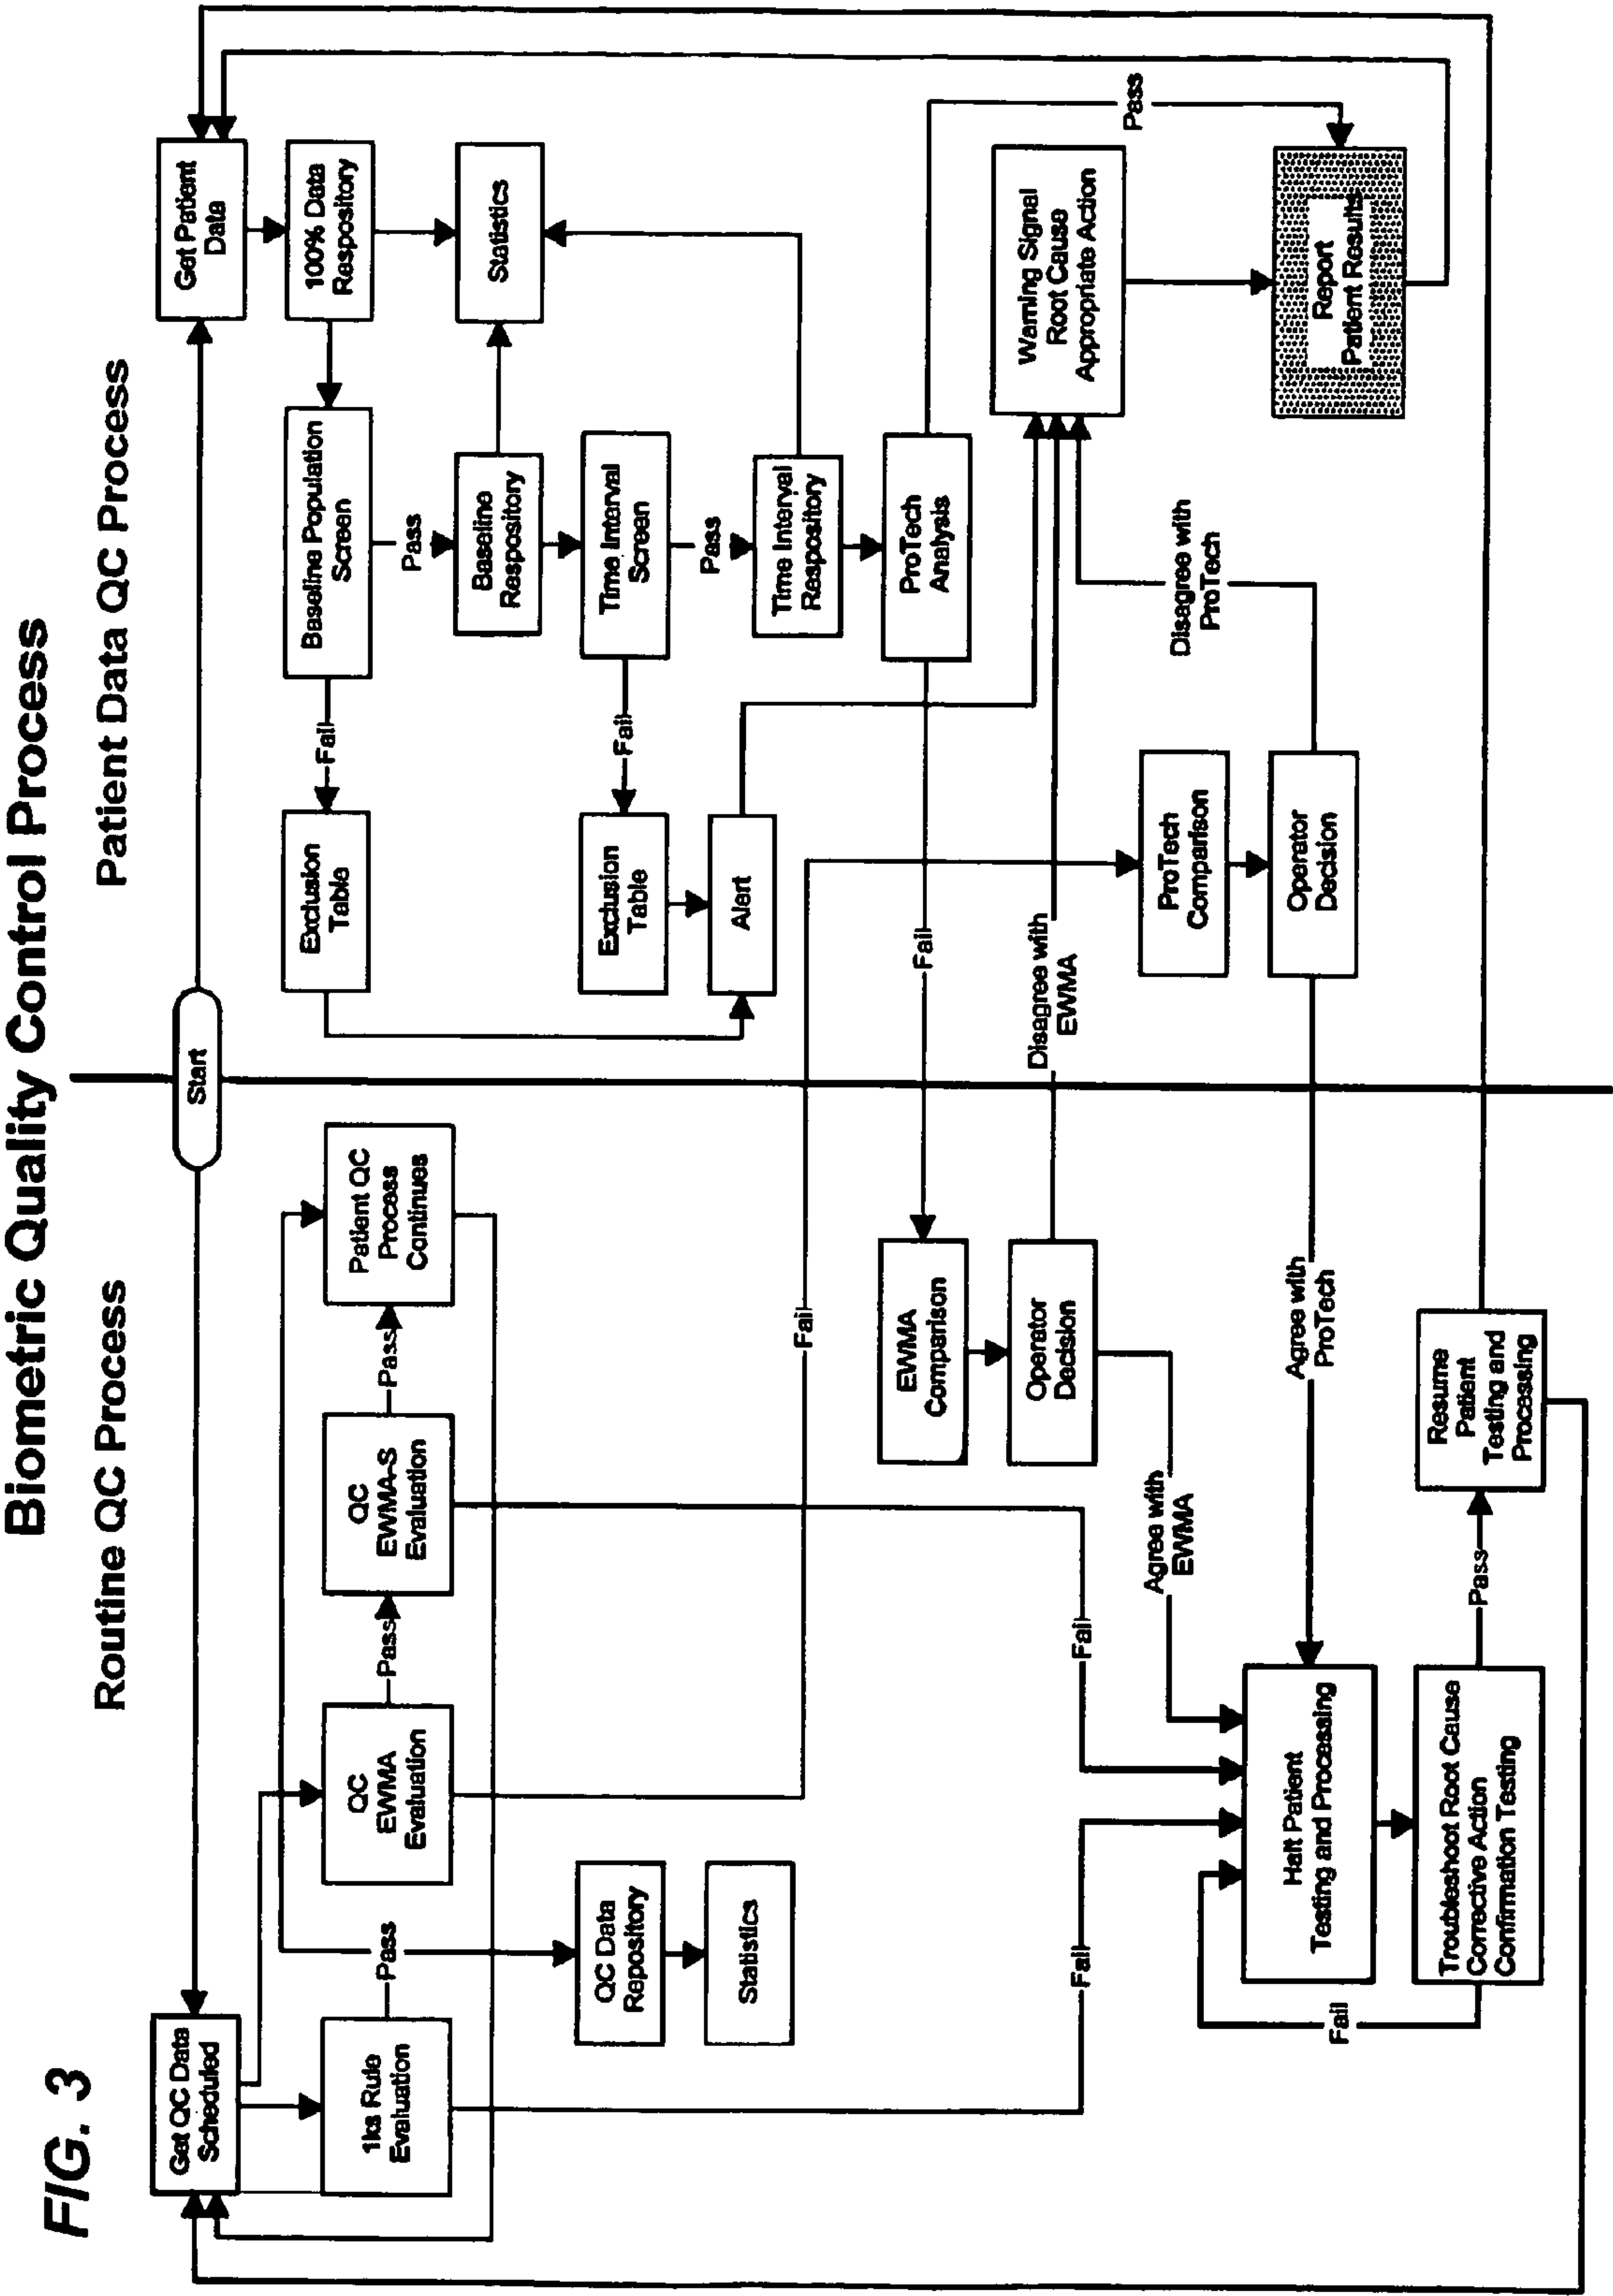 FIG. 3
Biometric Quality Control Process
Routine QC Process
Patient Data QC Process
Start
Get QC Data
Scheduled
Get Patient
Data
1ks Rule
Evaluation
Pass
QC
EWMA
Evaluation
Pass
QC
EWMA-S
Evaluation
Pass
Patient QC
Process
Continues
Exclusion
Table
Fail
Baseline Population
Screen
100% Data
Respository
Pass
QC Data
Repository
Statistics
Baseline
Respository
Statistics
Exclusion
Table
Fail
Time Interval
Screen
Pass
Alert
Time Interval
Respository
Fail
EWMA
Comparison
Fail
ProTech
Analysis
Operator
Decision
Disagree with
EWMA
Warning Signal
Root Cause
Appropriate Action
Pass
Fail
Fail
Agree with
EWMA
ProTech
Comparison
Disagree with
ProTech
Halt Patient
Testing and Processing
Agree with
ProTech
Operator
Decision
Report
Patient Results
Fail
Troubleshoot Root Cause
Corrective Action
Confirmation Testing
Pass
Resume
Patient
Testing and
Processing